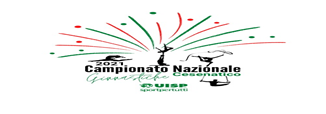 2021
Campionato Nazionale
Ginnastiche Cesenatico
UISP
sportpertutti